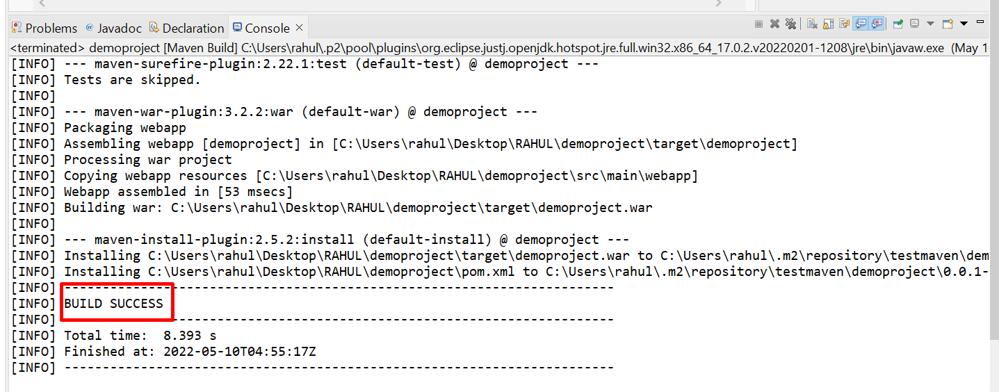 Problems @ Javadoc Declaration Console
<terminated> demoproject [Maven Build] C:\Users\rahul\.p2\pool\plugins\org.eclipse.justj.openjdk.hotspot.jre.full.win32.x86_64_17.0.2.v20220201-1208\jre\bin\javaw.exe (May 1
[INFO] --- maven-surefire-plugin:2.22.1:test (default-test) @ demoproject ---
[INFO] Tests are skipped.
[INFO]
[INFO] --- maven-war-plugin:3.2.2:war (default-war) @ demoproject ---
[INFO] Packaging webapp
[INFO] Assembling webapp [demoproject] in [C:\Users\rahul\Desktop\RAHUL\demoproject\target\demoproject]
[INFO] Processing war project
[INFO] Copying webapp resources [C:\Users\rahul\Desktop\RAHUL\demoproject\src\main\webapp]
[INFO] Webapp assembled in [53 msecs]
[INFO] Building war: C:\Users\rahul\Desktop\RAHUL\demoproject\target\demoproject.war
[INFO]
[INFO] --- maven-install-plugin:2.5.2:install (default-install) @ demoproject ---
[INFO] Installing C:\Users\rahul\Desktop\RAHUL\demoproject\target\demoproject.war to C:\Users\rahul\.m2\repository\testmaven\dem
[INFO] Installing C:\Users\rahul\Desktop\RAHUL\demoproject\pom.xml to C:\Users\rahul\.m2\repository\testmaven\demoproject\0.0.1-
[INFO] ------------------------------------------------------------------------
[INFO] BUILD SUCCESS
[INFO] ------------------------------------------------------------------------
[INFO] Total time:  8.393 s
[INFO] Finished at: 2022-05-10T04:55:17Z
[INFO] ------------------------------------------------------------------------